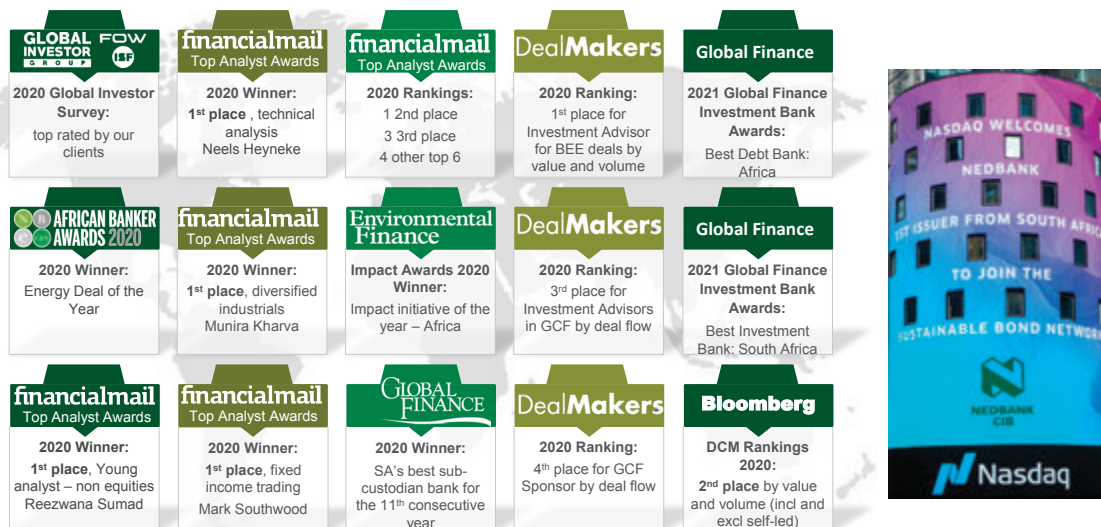 GLOBAL INVESTOR GROUP
FOW
ISF
2020 Global Investor
Survey:
top rated by our
clients
financialmail
Top Analyst Awards
2020 Winner:
1st place , technical
analysis
Neels Heyneke
financialmail
Top Analyst Awards
2020 Rankings:
1 2nd place
3 3rd place
4 other top 6
DealMakers
2020 Ranking:
1st place for
Investment Advisor
for BEE deals by
value and volume
Global Finance
2021 Global Finance
Investment Bank
Awards:
Best Debt Bank:
Africa
AFRICAN BANKER
AWARDS 2020
2020 Winner:
Energy Deal of the
Year
financialmail
Top Analyst Awards
2020 Winner:
1st place, diversified
industrials
Munira Kharva
Environmental
Finance
Impact Awards 2020
Winner:
Impact initiative of the
year – Africa
DealMakers
2020 Ranking:
3rd place for
Investment Advisors
in GCF by deal flow
Global Finance
2021 Global Finance
Investment Bank
Awards:
Best Investment
Bank: South Africa
financialmail
Top Analyst Awards
2020 Winner:
1st place, Young
analyst – non equities
Reezwana Sumad
financialmail
Top Analyst Awards
2020 Winner:
1st place, fixed
income trading
Mark Southwood
GLOBAL
FINANCE
2020 Winner:
SA's best sub-
custodian bank for
the 11th consecutive
year
DealMakers
2020 Ranking:
4th place for GCF
Sponsor by deal flow
Bloomberg
DCM Rankings
2020:
2nd place by value
and volume (incl and
excl self-led)
NASDAQ WELCOMES
NEDBANK
1ST ISSUER FROM SOUTH AFRICA
TO JOIN THE
SUSTAINABLE BOND NETWORK
NEDBANK
CIB
Nasdaq